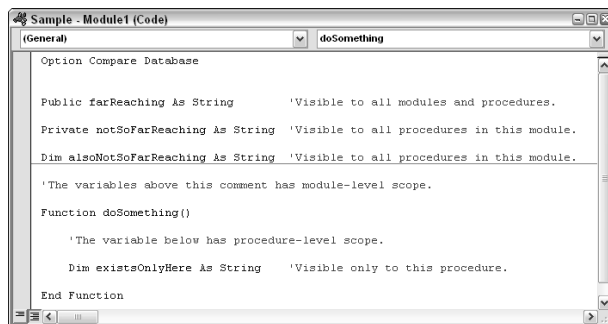 Sample - Module1 (Code)
(General) doSomething
Option Compare Database
Public farReaching As String 'Visible to all modules and procedures.
Private notSoFarReaching As String 'Visible to all procedures in this module.
Dim alsoNotSoFarReaching As String 'Visible to all procedures in this module.
'The variables above this comment has module-level scope.
Function doSomething()
'The variable below has procedure-level scope.
Dim existsOnlyHere As String 'Visible only to this procedure.
End Function